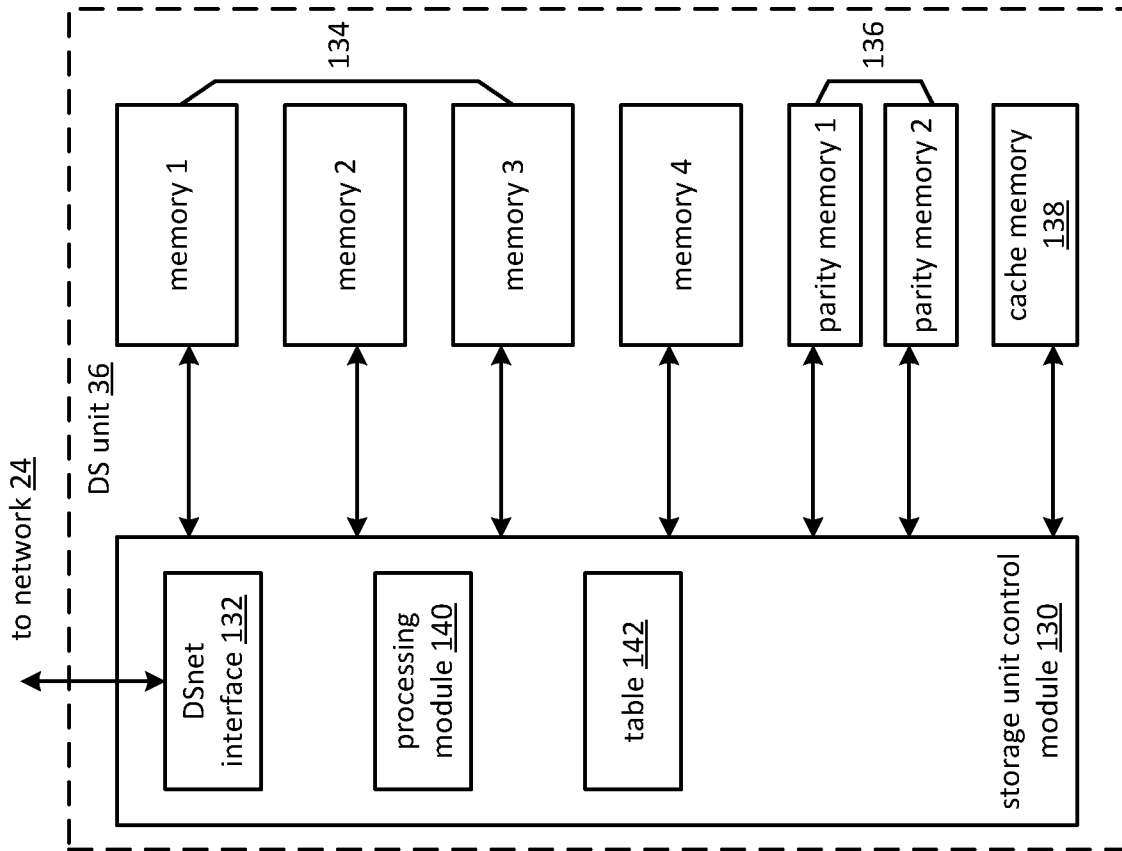 to network 24
DS unit 36
DSnet
interface 132
processing
module 140
table 142
storage unit control
module 130
memory 1
memory 2
memory 3
memory 4
134
parity memory 1
parity memory 2
136
cache memory
138